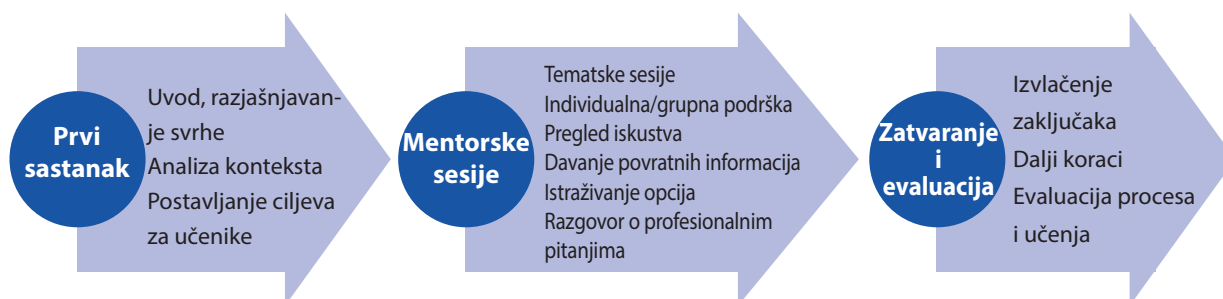 Prvi
sastanak
Uvod, razjašnjavan-
je svrhe
Analiza konteksta
Postavljanje ciljeva
za učenike
Mentorske
sesije
Tematske sesije
Individualna/grupna podrška
Pregled iskustva
Davanje povratnih informacija
Istraživanje opcija
Razgovor o profesionalnim
pitanjima
Zatvaranje
i
evaluacija
Izvlačenje
zaključaka
Dalji koraci
Evaluacija procesa
i učenja